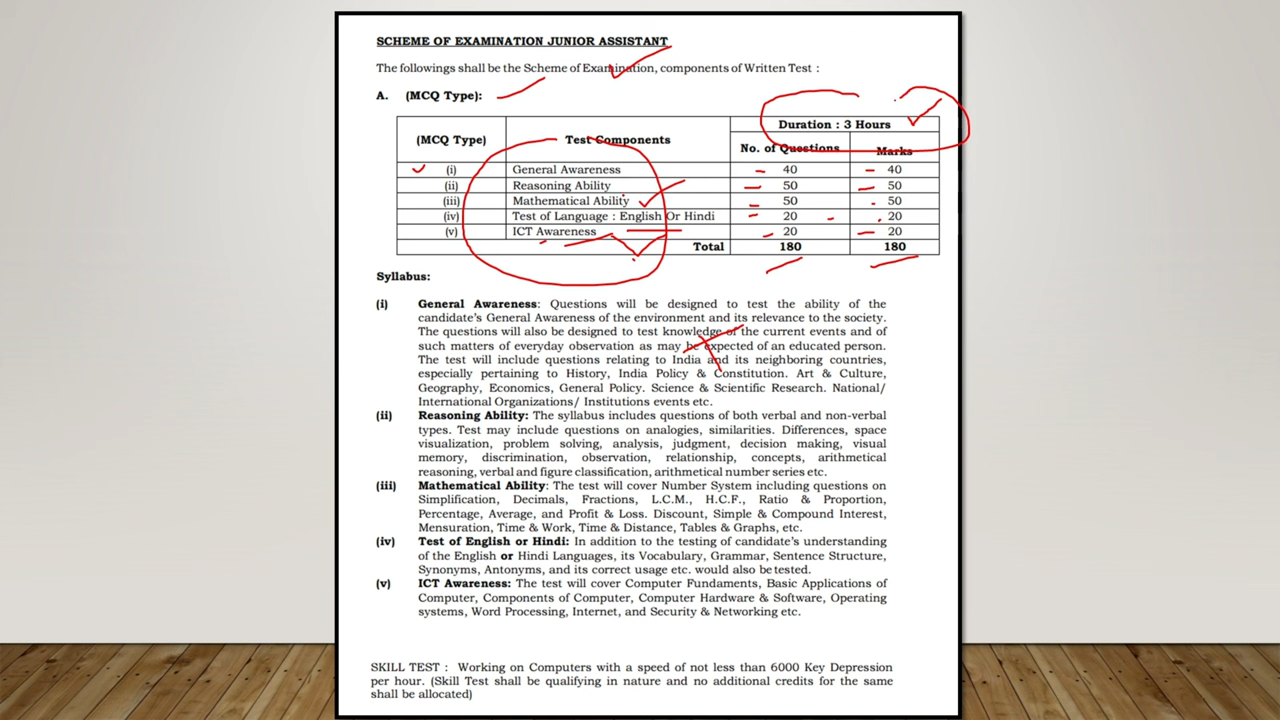 SCHEME OF EXAMINATION JUNIOR ASSISTANT
The followings shall be the Scheme of Examination, components of Written Test :
A. (MCQ Type):
Duration : 3 Hours
(MCQ Type) Test Components No. of Questions Marks
(i) General Awareness 40 40
(ii) Reasoning Ability 50 50
(iii) Mathematical Ability 50 50
(iv) Test of Language : English Or Hindi 20 20
(v) ICT Awareness 20 20
Total 180 180
Syllabus:
(i) General Awareness: Questions will be designed to test the ability of the
candidate's General Awareness of the environment and its relevance to the society.
The questions will also be designed to test knowledge of the current events and of
such matters of everyday observation as may be expected of an educated person.
The test will include questions relating to India and its neighboring countries,
especially pertaining to History, India Policy & Constitution. Art & Culture,
Geography, Economics, General Policy. Science & Scientific Research. National/
International Organizations/ Institutions events etc.
(ii) Reasoning Ability: The syllabus includes questions of both verbal and non-verbal
types. Test may include questions on analogies, similarities. Differences, space
visualization, problem solving, analysis, judgment, decision making, visual
memory, discrimination, observation, relationship, concepts, arithmetical
reasoning, verbal and figure classification, arithmetical number series etc.
(iii) Mathematical Ability: The test will cover Number System including questions on
Simplification, Decimals, Fractions, L.C.M., H.C.F., Ratio & Proportion,
Percentage, Average, and Profit & Loss. Discount, Simple & Compound Interest,
Mensuration, Time & Work, Time & Distance, Tables & Graphs, etc.
(iv) Test of English or Hindi: In addition to the testing of candidate's understanding
of the English or Hindi Languages, its Vocabulary, Grammar, Sentence Structure,
Synonyms, Antonyms, and its correct usage etc. would also be tested.
(v) ICT Awareness: The test will cover Computer Fundaments, Basic Applications of
Computer, Components of Computer, Computer Hardware & Software, Operating
systems, Word Processing, Internet, and Security & Networking etc.
SKILL TEST : Working on Computers with a speed of not less than 6000 Key Depression
per hour. (Skill Test shall be qualifying in nature and no additional credits for the same
shall be allocated)